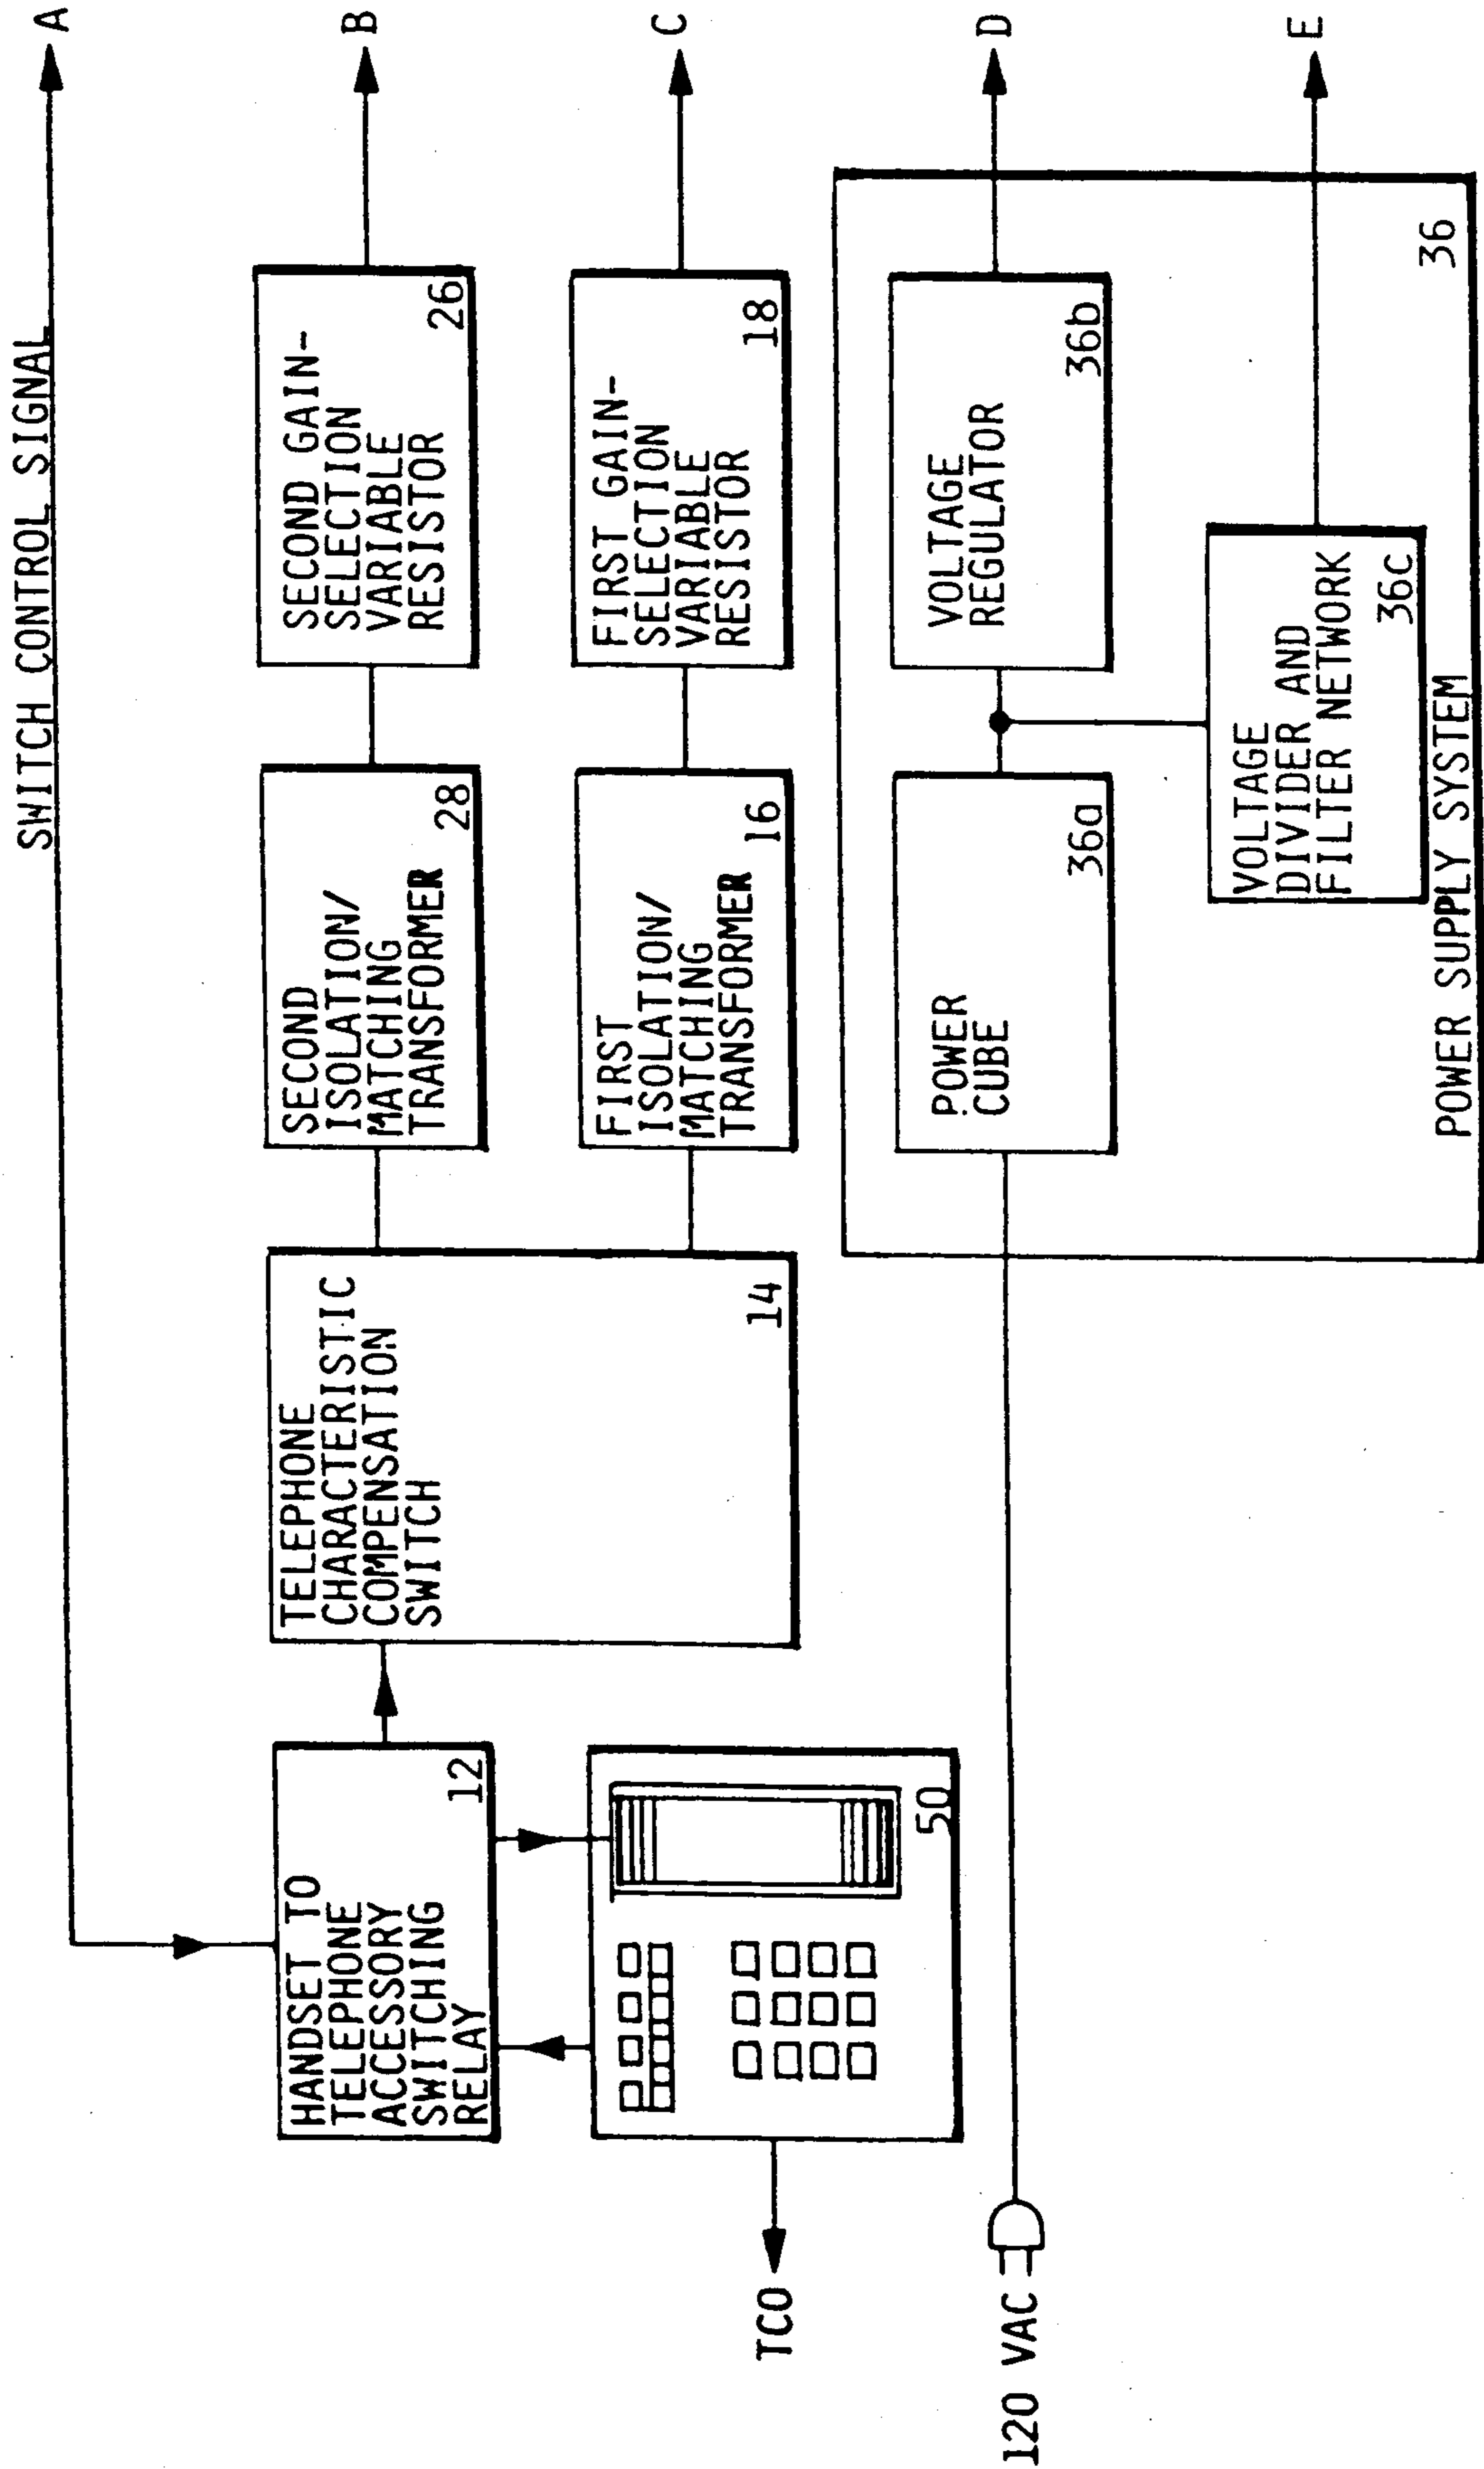 SWITCH CONTROL SIGNAL
A
HANDSET TO
TELEPHONE
ACCESSORY
SWITCHING
RELAY
12
TELEPHONE
CHARACTERISTIC
COMPENSATION
SWITCH
14
SECOND
ISOLATION/
MATCHING
TRANSFORMER
28
SECOND GAIN-
SELECTION
VARIABLE
RESISTOR
26
B
FIRST
ISOLATION/
MATCHING
TRANSFORMER
16
FIRST GAIN-
SELECTION
VARIABLE
RESISTOR
18
C
50
TCO
120 VAC
POWER
CUBE
36a
VOLTAGE
REGULATOR
36b
D
VOLTAGE
DIVIDER AND
FILTER NETWORK
36c
E
POWER SUPPLY SYSTEM
36